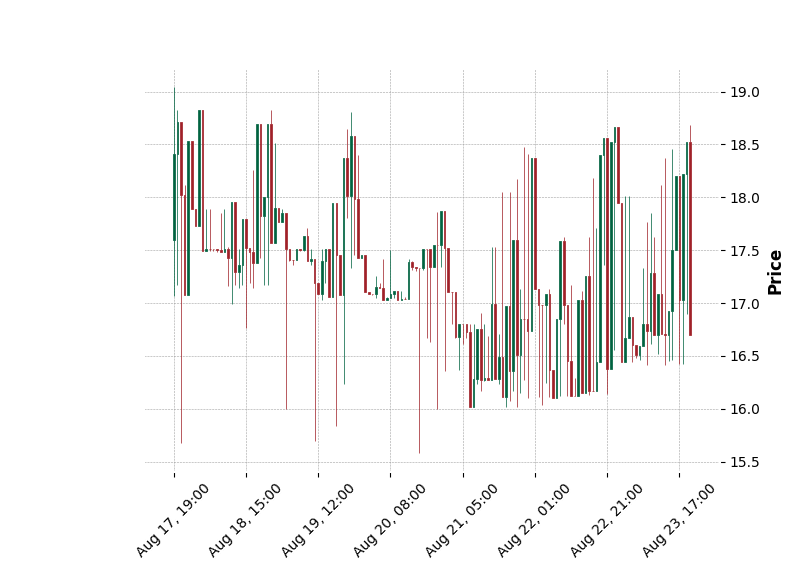 19.0
18.5
18.0
17.5
17.0
16.5
16.0
15.5
Price
Aug 17, 19:00
Aug 18, 15:00
Aug 19, 12:00
Aug 20, 08:00
Aug 21, 05:00
Aug 22, 01:00
Aug 22, 21:00
Aug 23, 17:00